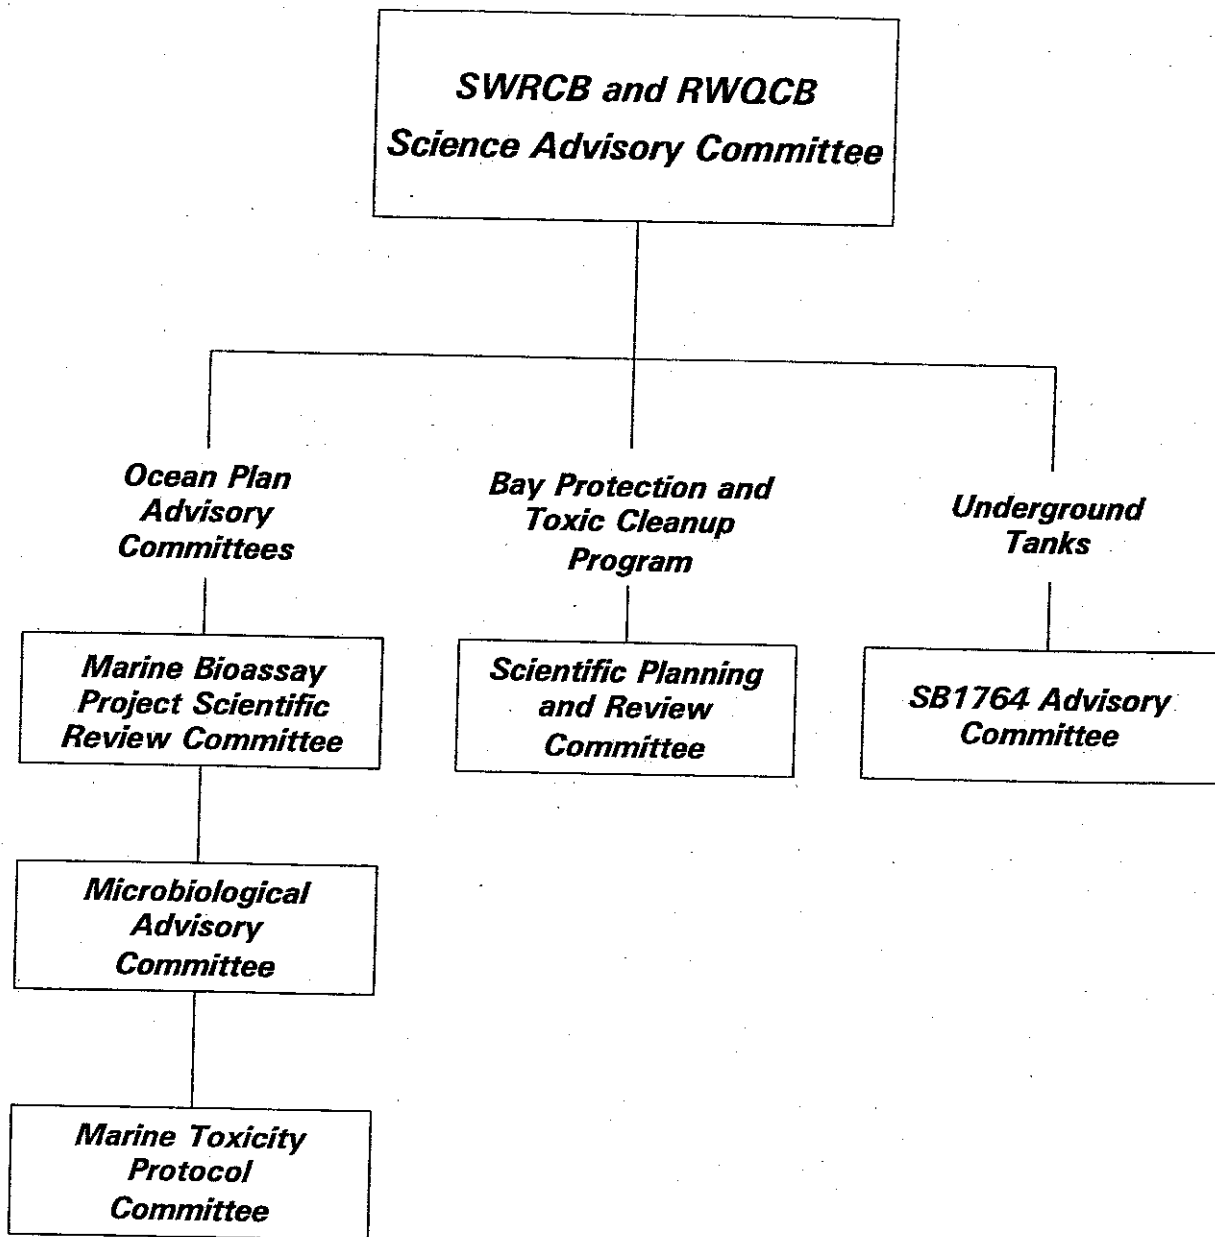 SWRCB and RWQCB
Science Advisory Committee
Ocean Plan
Advisory
Committees
Bay Protection and
Toxic Cleanup
Program
Underground
Tanks
Marine Bioassay
Project Scientific
Review Committee
Scientific Planning
and Review
Committee
SB1764 Advisory
Committee
Microbiological
Advisory
Committee
Marine Toxicity
Protocol
Committee